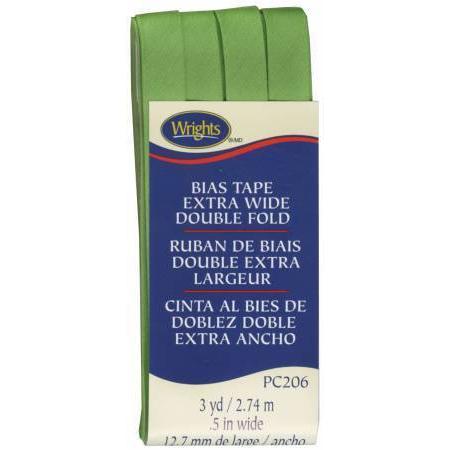 Wrights
®/MD
BIAS TAPE
EXTRA WIDE
DOUBLE FOLD
RUBAN DE BIAIS
DOUBLE EXTRA
LARGEUR
CINTA AL BIES DE
DOBLEZ DOBLE
EXTRA ANCHO
PC206
3 yd / 2.74 m
.5 in wide
12.7 mm de large / ancho